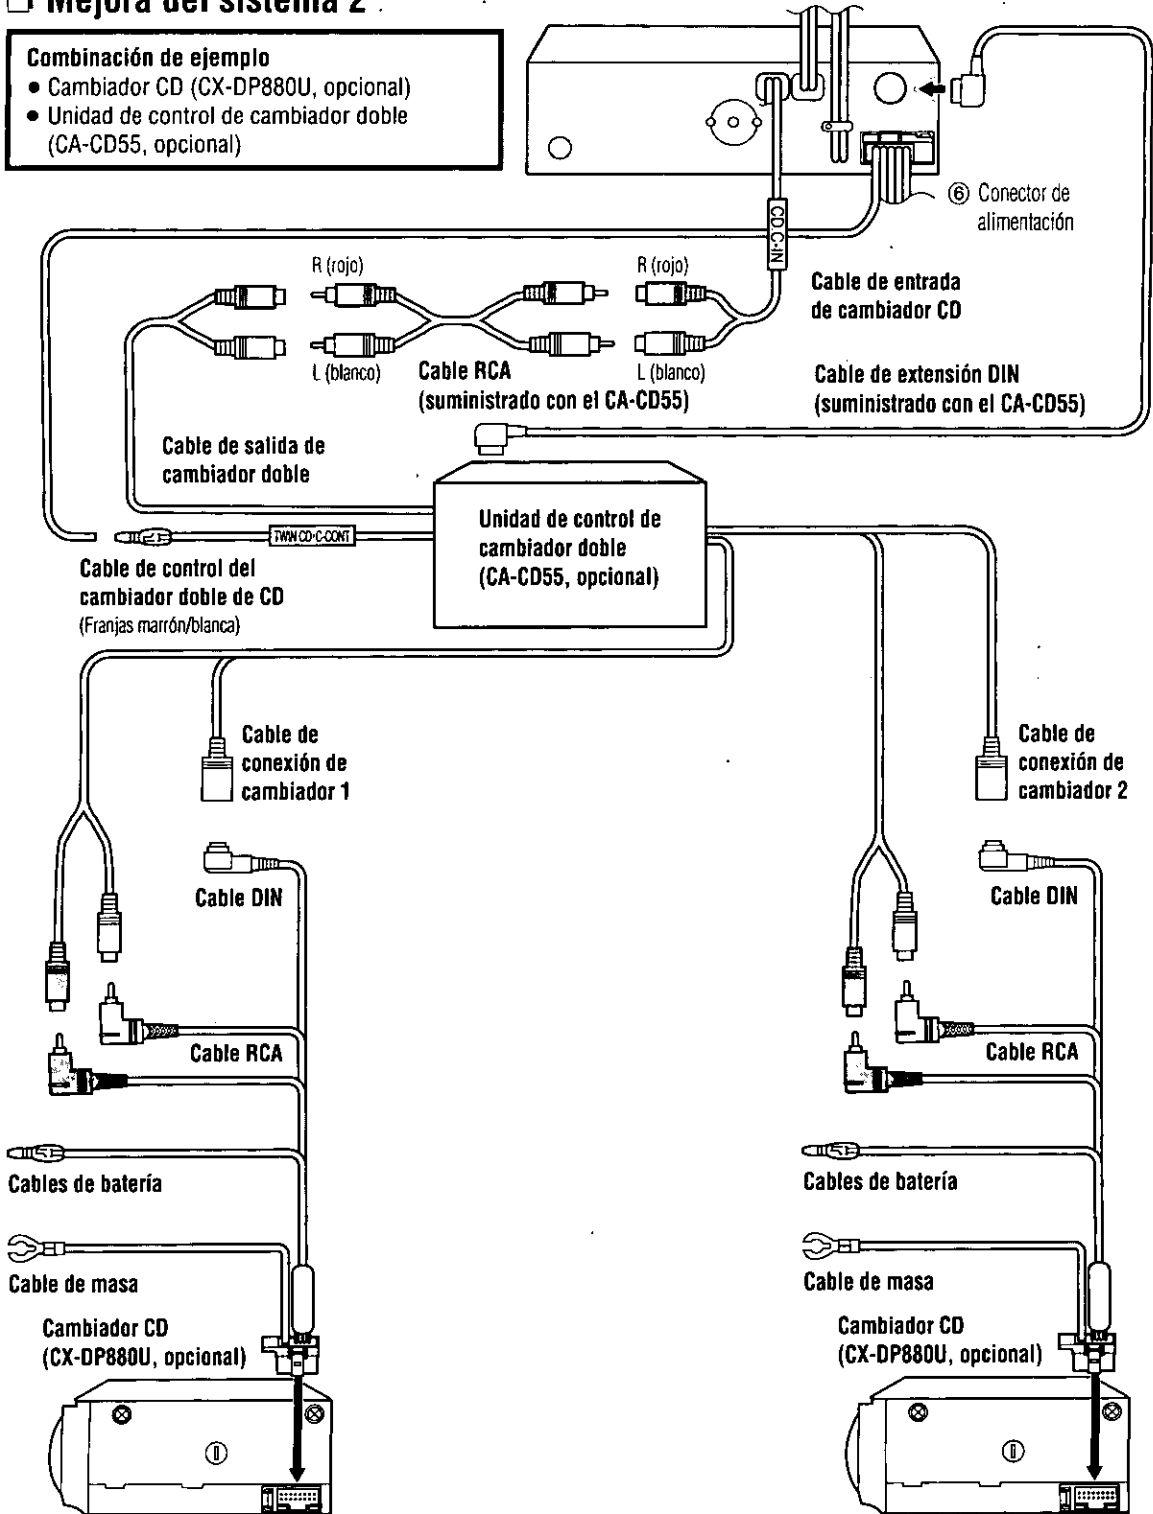 ❑ Mejora del sistema 2
Combinación de ejemplo
• Cambiador CD (CX-DP880U, opcional)
• Unidad de control de cambiador doble
(CA-CD55, opcional)
⑥ Conector de
alimentación
CD·C-IN
R (rojo)
R (rojo)
Cable de entrada
de cambiador CD
L (blanco)
Cable RCA
(suministrado con el CA-CD55)
L (blanco)
Cable de extensión DIN
(suministrado con el CA-CD55)
Cable de salida de
cambiador doble
Unidad de control de
cambiador doble
(CA-CD55, opcional)
TWIN CD·C-CONT
Cable de control del
cambiador doble de CD
(Franjas marrón/blanca)
Cable de
conexión de
cambiador 1
Cable de
conexión de
cambiador 2
Cable DIN
Cable DIN
Cable RCA
Cable RCA
Cables de batería
Cables de batería
Cable de masa
Cable de masa
Cambiador CD
(CX-DP880U, opcional)
Cambiador CD
(CX-DP880U, opcional)